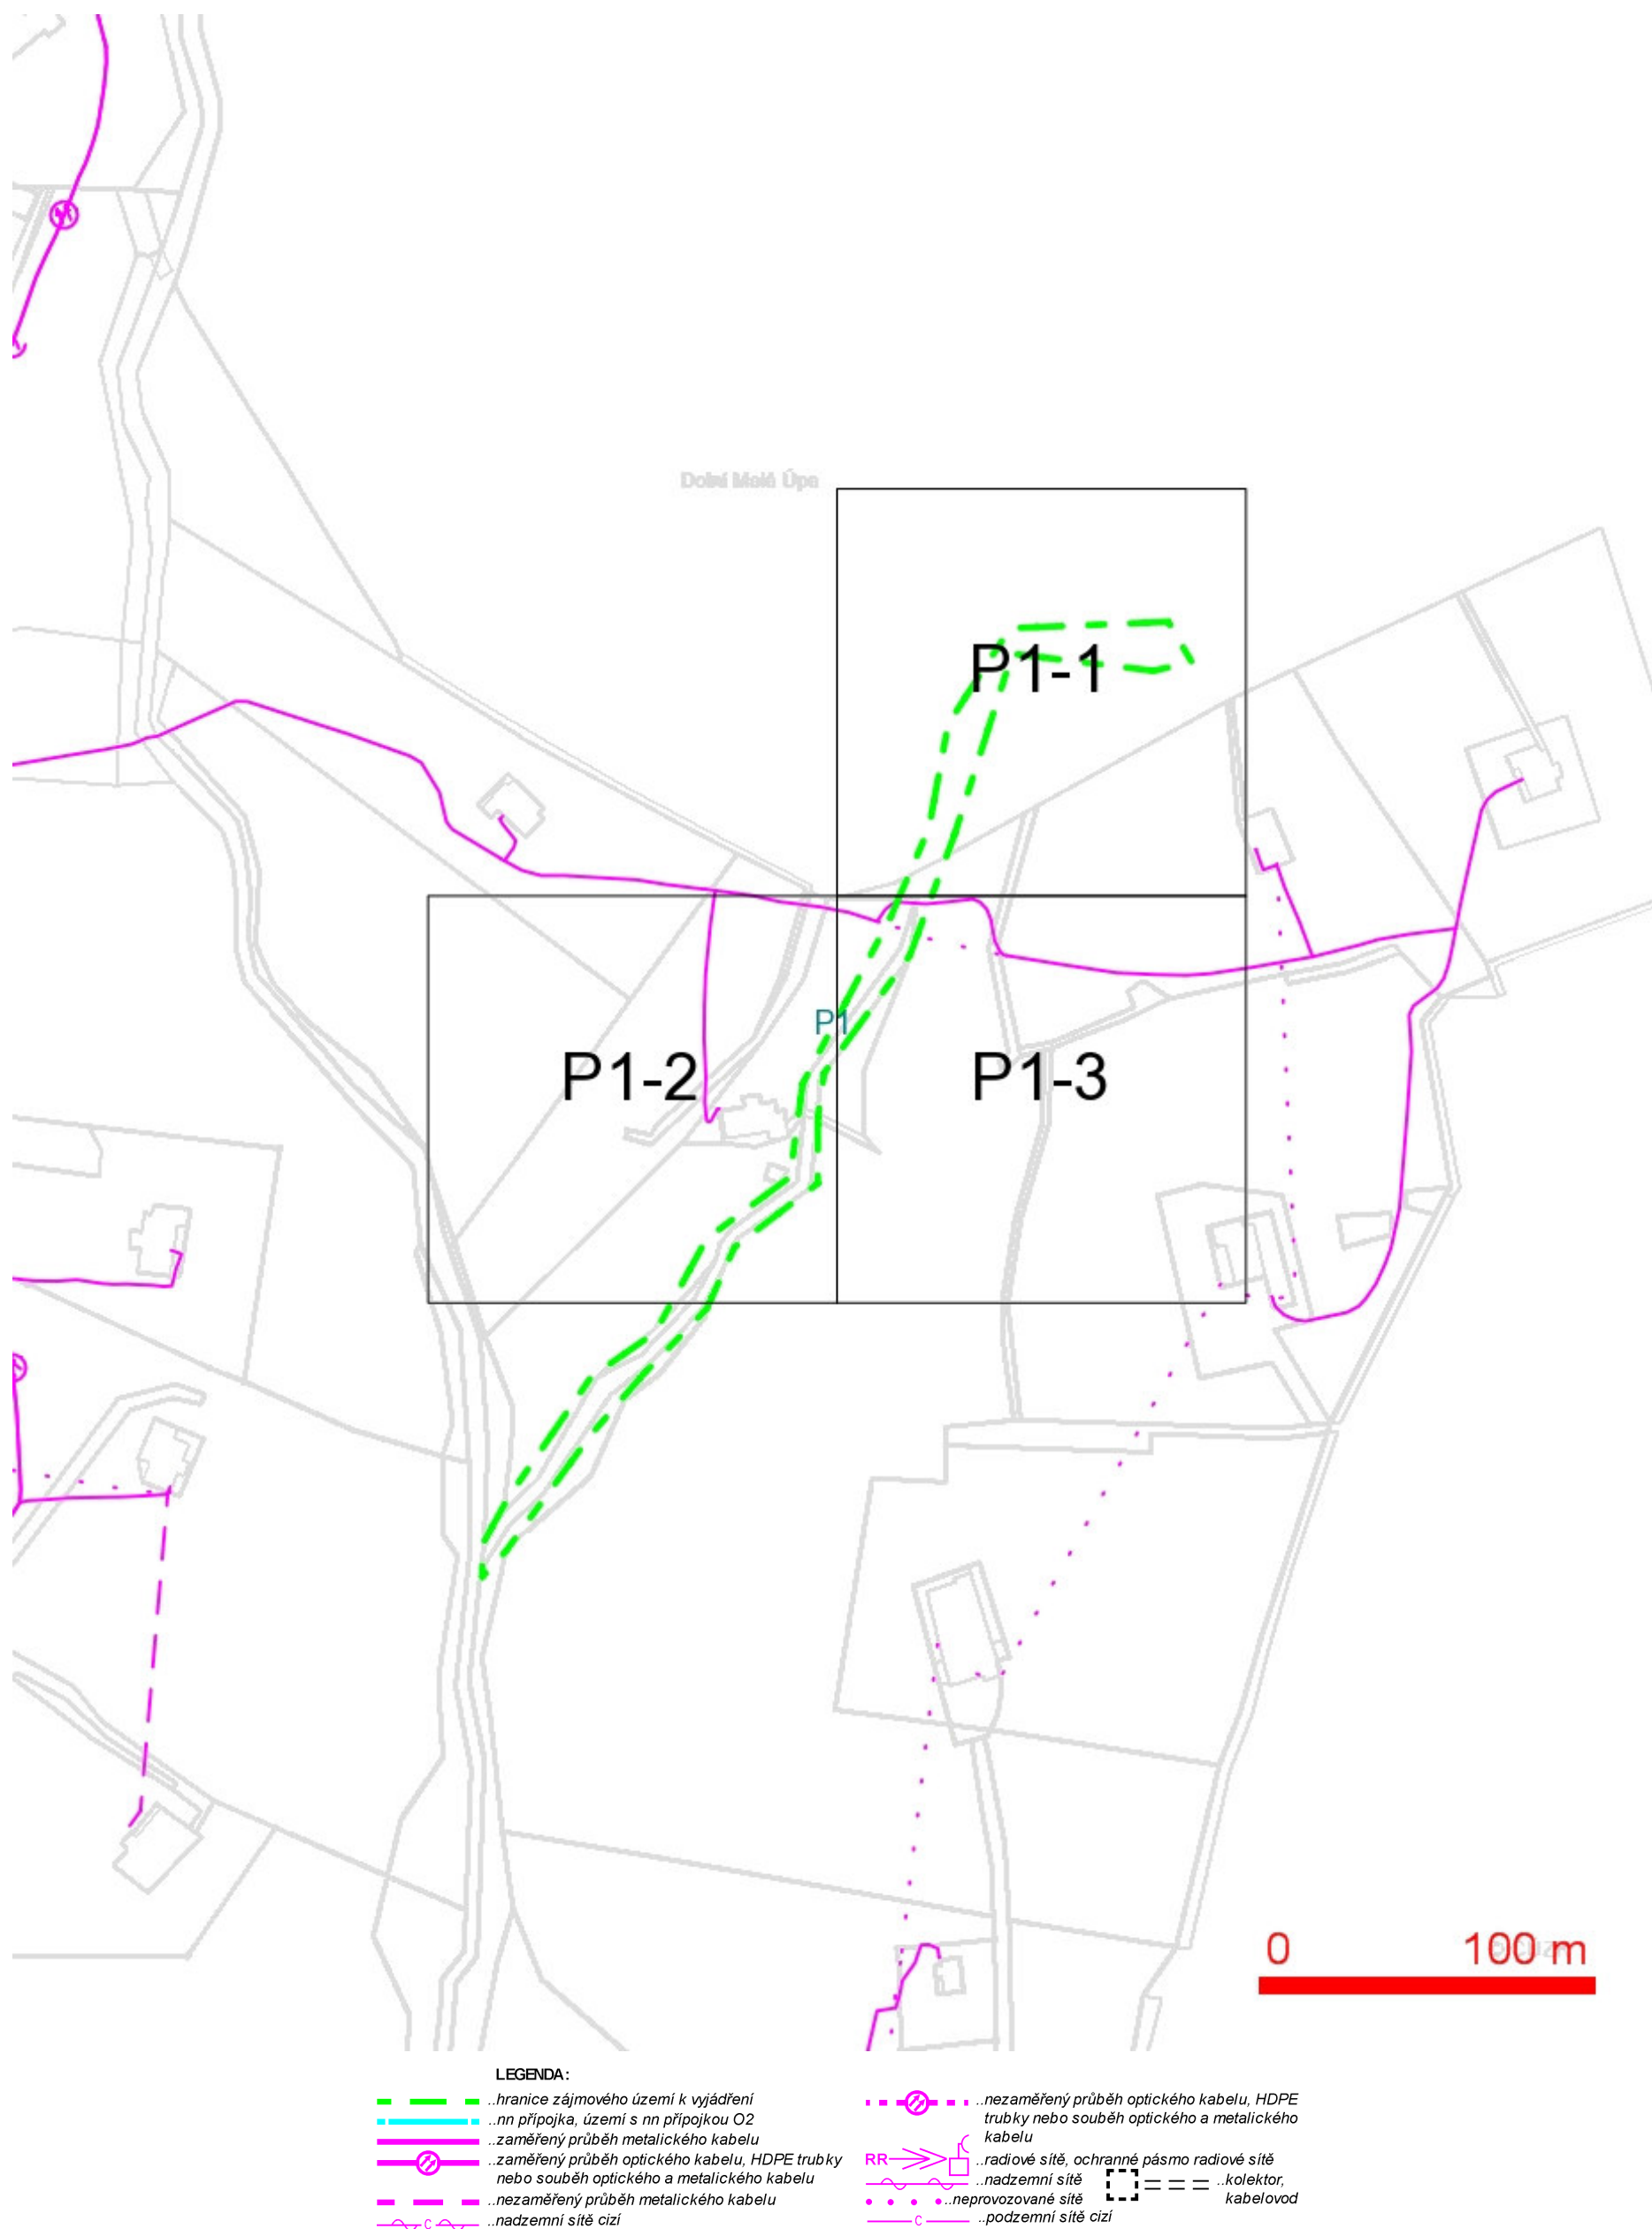 Dolní Malá Úpa
P1-1
P1
P1-2
P1-3
0
100 m
LEGENDA:
..hranice zájmového území k vyjádření
..nn přípojka, území s nn přípojkou O2
..zaměřený průběh metalického kabelu
..zaměřený průběh optického kabelu, HDPE trubky
nebo souběh optického a metalického kabelu
..nezaměřený průběh metalického kabelu
C
..nadzemní sítě cizí
..nezaměřený průběh optického kabelu, HDPE
trubky nebo souběh optického a metalického
kabelu
RR
..radiové sítě, ochranné pásmo radiové sítě
..nadzemní sítě
..kolektor,
kabelovod
..neprovozované sítě
C
..podzemní sítě cizí